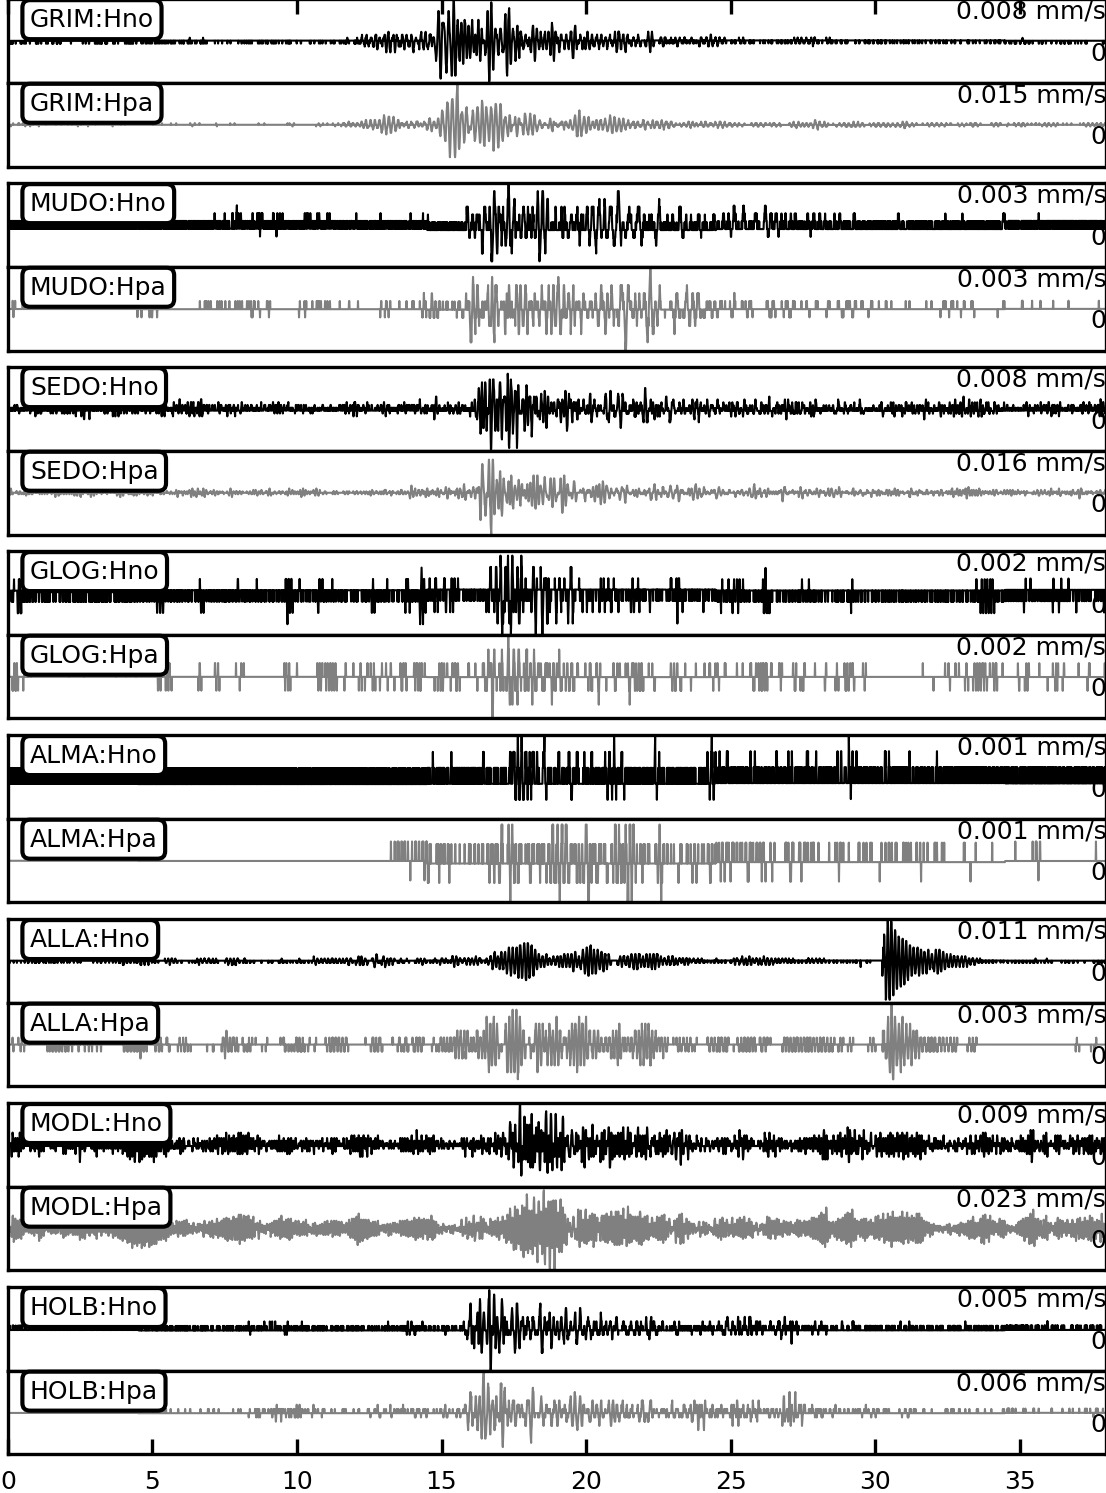 GRIM:Hno 0.008 mm/s
0
GRIM:Hpa 0.015 mm/s
0
MUDO:Hno 0.003 mm/s
0
MUDO:Hpa 0.003 mm/s
0
SEDO:Hno 0.008 mm/s
0
SEDO:Hpa 0.016 mm/s
0
GLOG:Hno 0.002 mm/s
0
GLOG:Hpa 0.002 mm/s
0
ALMA:Hno 0.001 mm/s
0
ALMA:Hpa 0.001 mm/s
0
ALLA:Hno 0.011 mm/s
0
ALLA:Hpa 0.003 mm/s
0
MODL:Hno 0.009 mm/s
0
MODL:Hpa 0.023 mm/s
0
HOLB:Hno 0.005 mm/s
0
HOLB:Hpa 0.006 mm/s
0
0 5 10 15 20 25 30 35